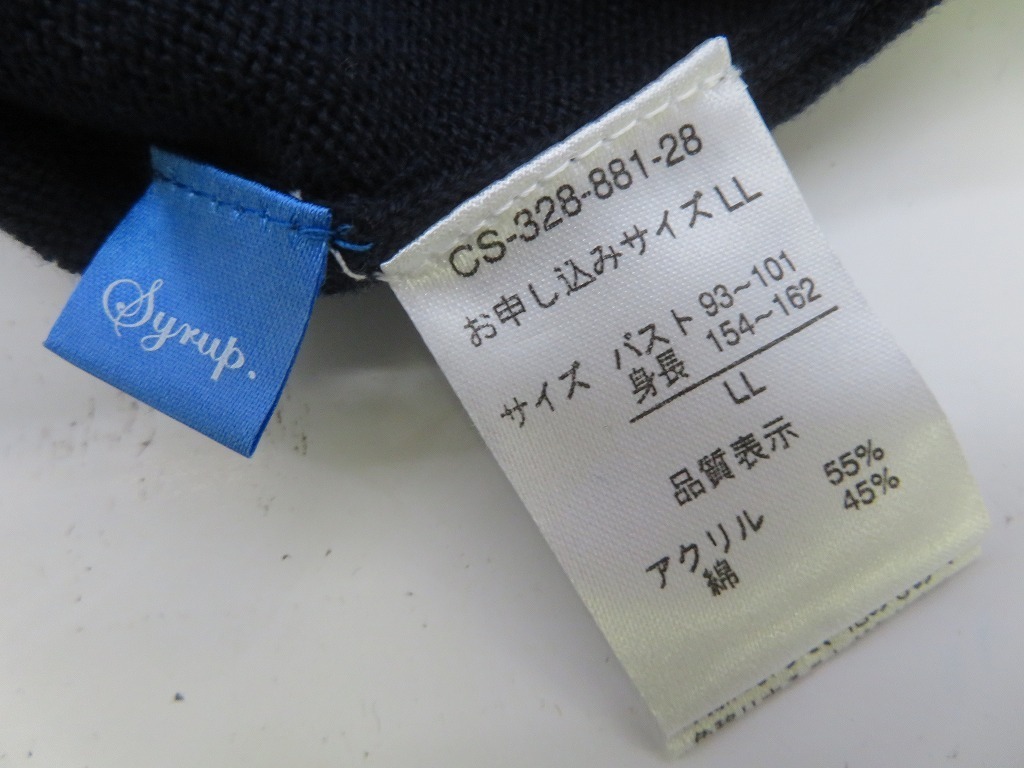 Syrup.
CS-328-881-28
お申し込みサイズ LL
サイズ バスト 93~101
身長 154~162
LL
品質表示
アクリル 55%
綿 45%